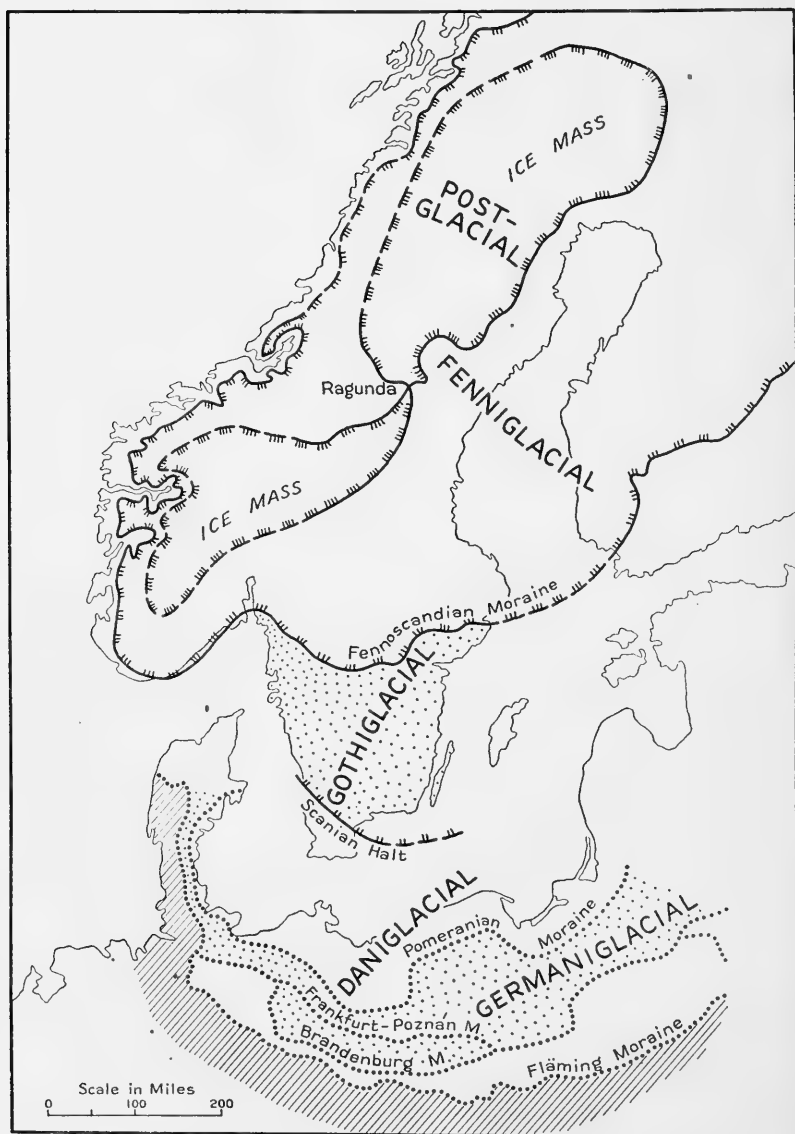 ICE MASS
POST-
GLACIAL
Ragunda
FENNIGLACIAL
ICE MASS
Fennoscandian Moraine
GOTHIGLACIAL
Scanian Halt
DANIGLACIAL
Pomeranian Moraine
GERMANIGLACIAL
Frankfurt-Poznán M.
Brandenburg M.
Fläming Moraine
Scale in Miles
0 100 200